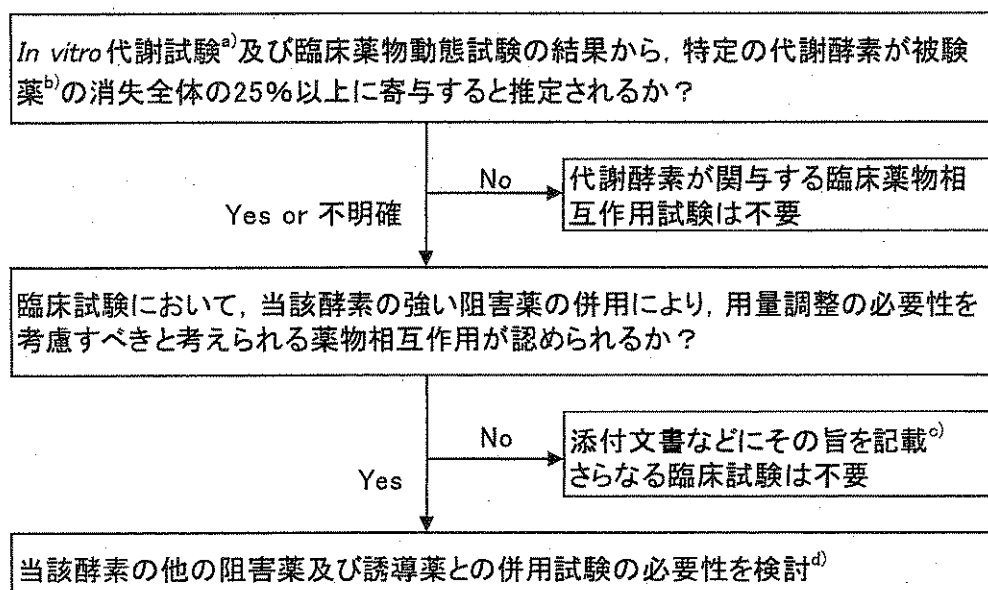 In vitro代謝試験a)及び臨床薬物動態試験の結果から，特定の代謝酵素が被験
薬b)の消失全体の25％以上に寄与すると推定されるか？
No
代謝酵素が関与する臨床薬物相
互作用試験は不要
Yes or 不明確
臨床試験において，当該酵素の強い阻害薬の併用により，用量調整の必要性を
考慮すべきと考えられる薬物相互作用が認められるか？
No
添付文書などにその旨を記載c)
さらなる臨床試験は不要
Yes
当該酵素の他の阻害薬及び誘導薬との併用試験の必要性を検討d)